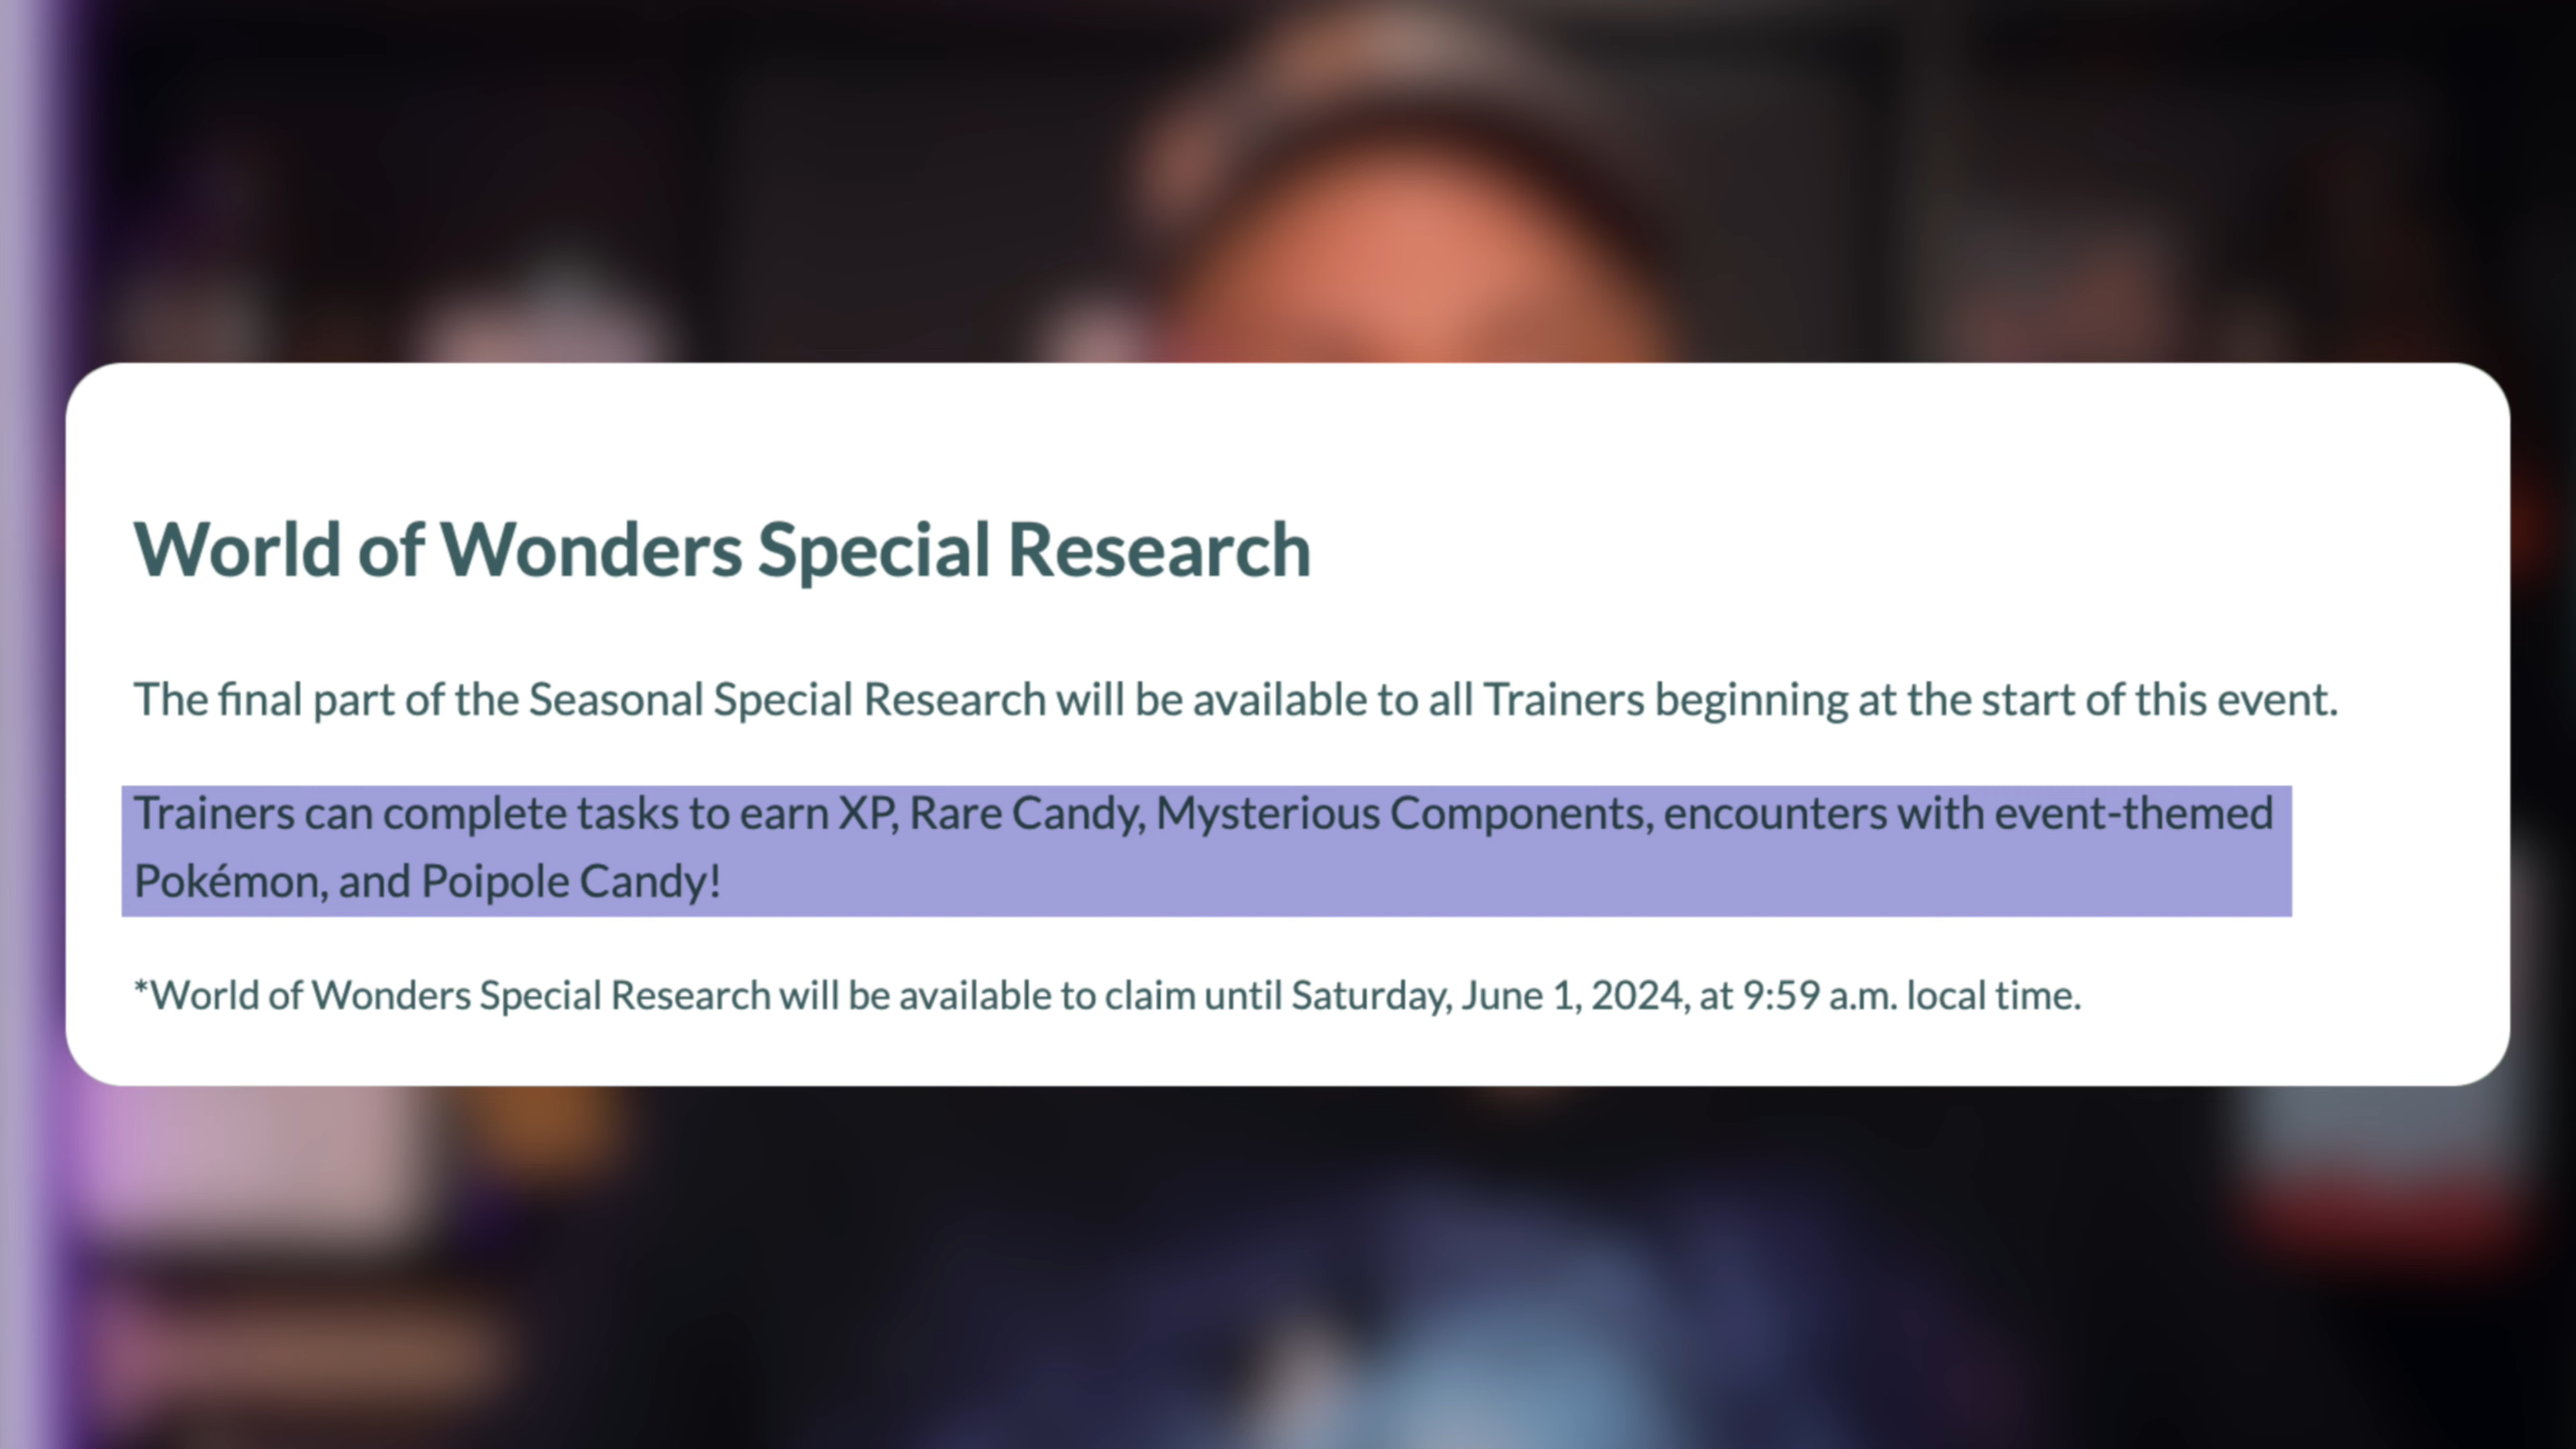 World of Wonders Special Research
The final part of the Seasonal Special Research will be available to all Trainers beginning at the start of this event.
Trainers can complete tasks to earn XP, Rare Candy, Mysterious Components, encounters with event-themed
Pokémon, and Poipole Candy!
*World of Wonders Special Research will be available to claim until Saturday, June 1, 2024, at 9:59 a.m. local time.